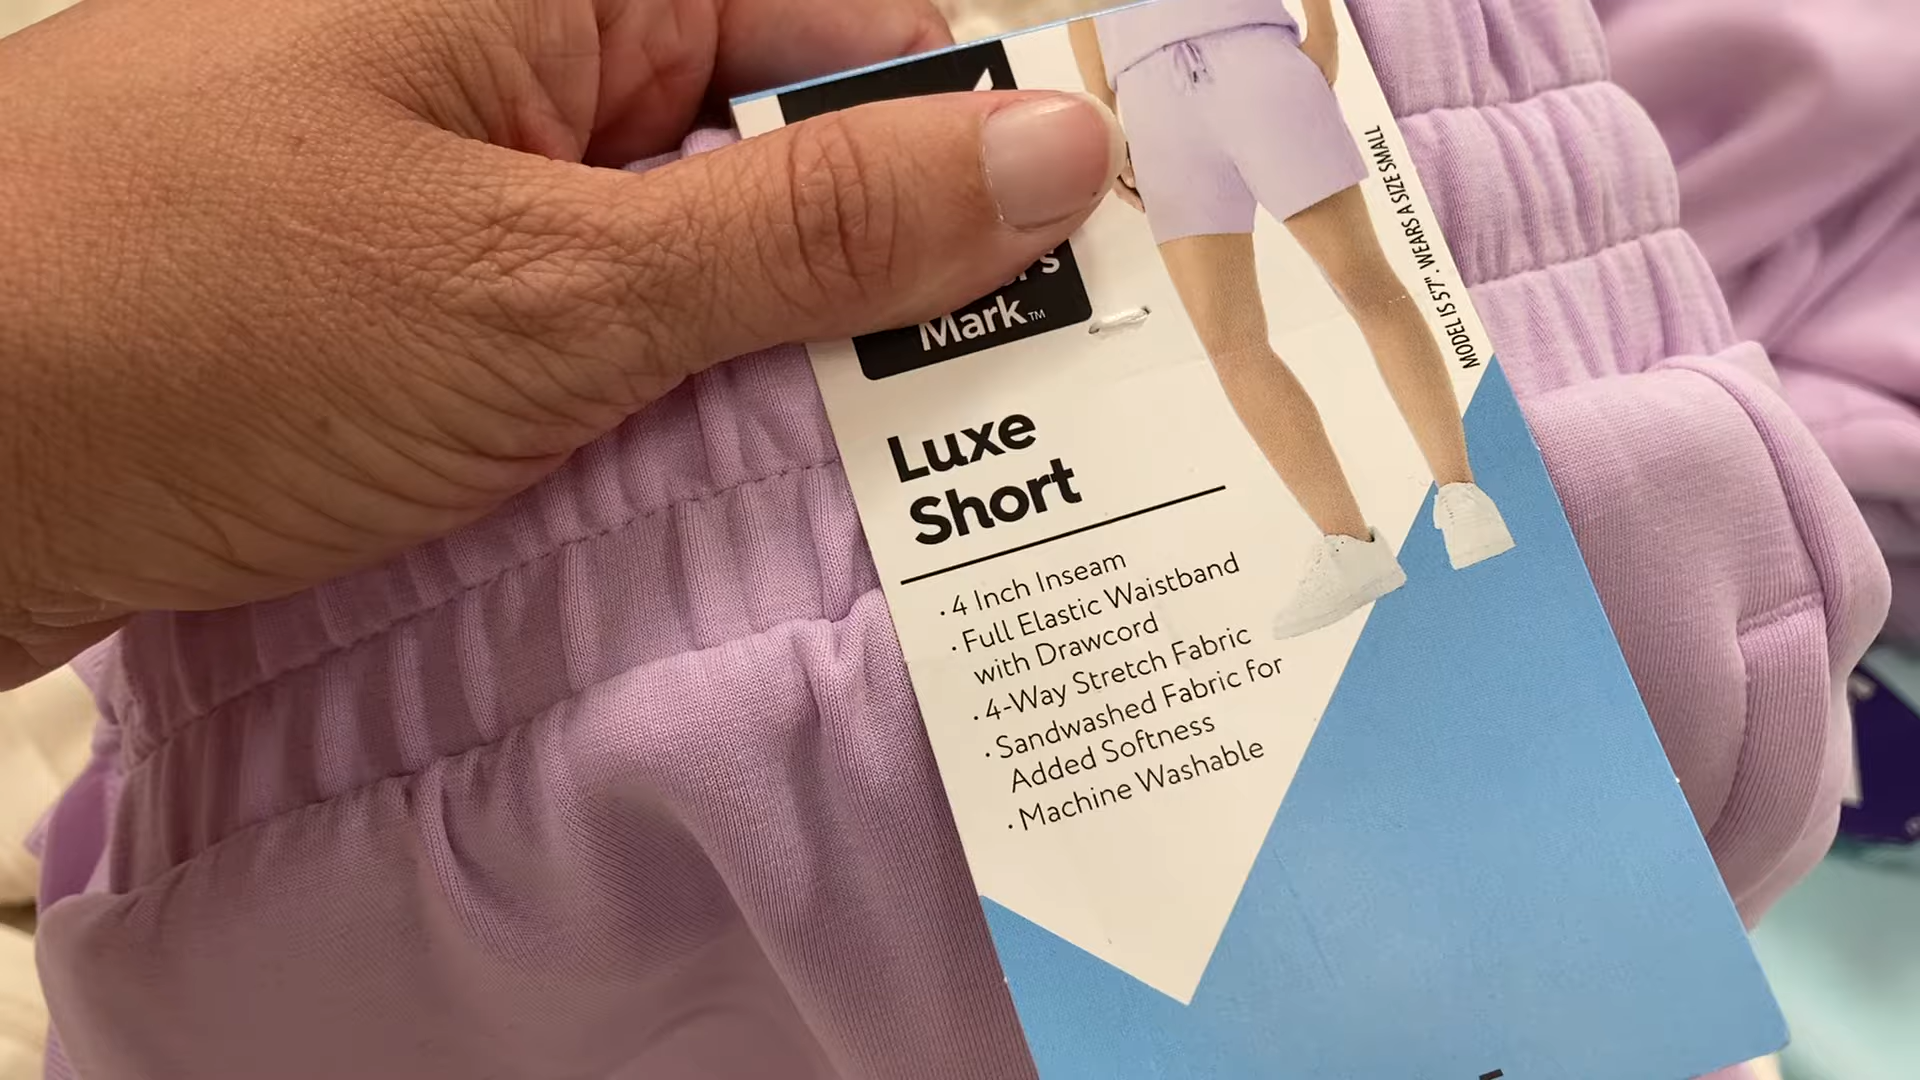 Mark™
Luxe
Short
· 4 Inch Inseam
· Full Elastic Waistband
with Drawcord
· 4-Way Stretch Fabric
· Sandwashed Fabric for
Added Softness
· Machine Washable
MODEL IS 5'7". WEARS A SIZE SMALL